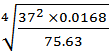 ⁴√((37² × 0.0168) / 75.63)